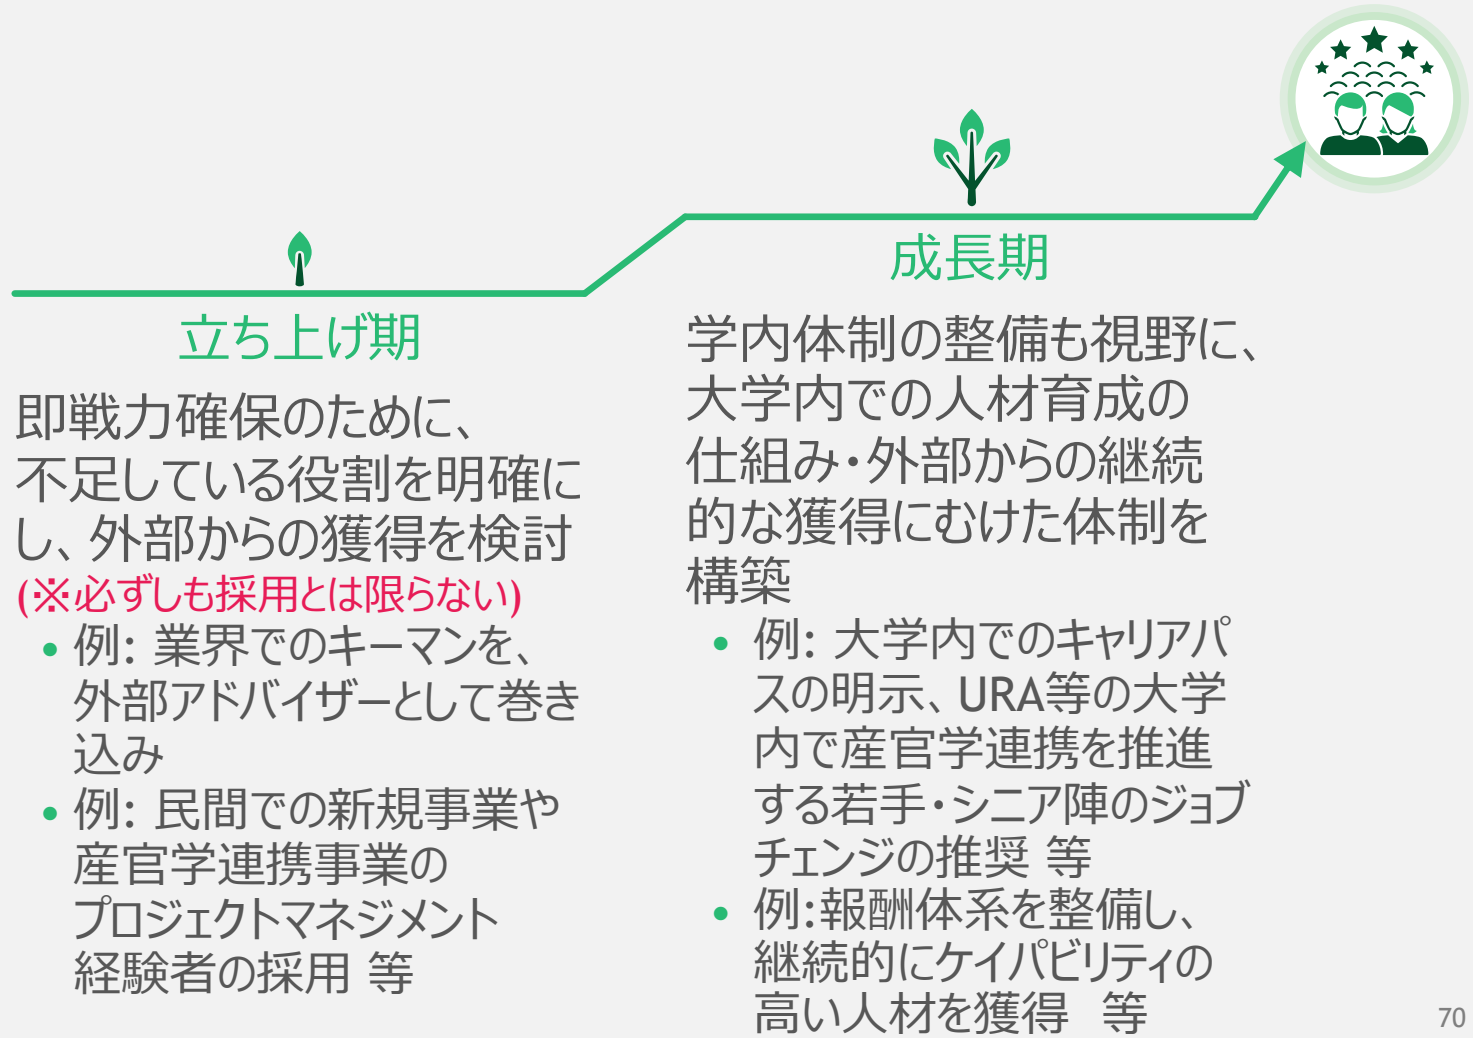 立ち上げ期
即戦力確保のために、
不足している役割を明確に
し、外部からの獲得を検討
(※必ずしも採用とは限らない)
• 例: 業界でのキーマンを、
外部アドバイザーとして巻き
込み
• 例: 民間での新規事業や
産官学連携事業の
プロジェクトマネジメント
経験者の採用 等
成長期
学内体制の整備も視野に、
大学内での人材育成の
仕組み・外部からの継続
的な獲得にむけた体制を
構築
• 例: 大学内でのキャリアパ
スの明示、URA等の大学
内で産官学連携を推進
する若手・シニア陣のジョブ
チェンジの推奨 等
• 例:報酬体系を整備し、
継続的にケイパビリティの
高い人材を獲得　等
70